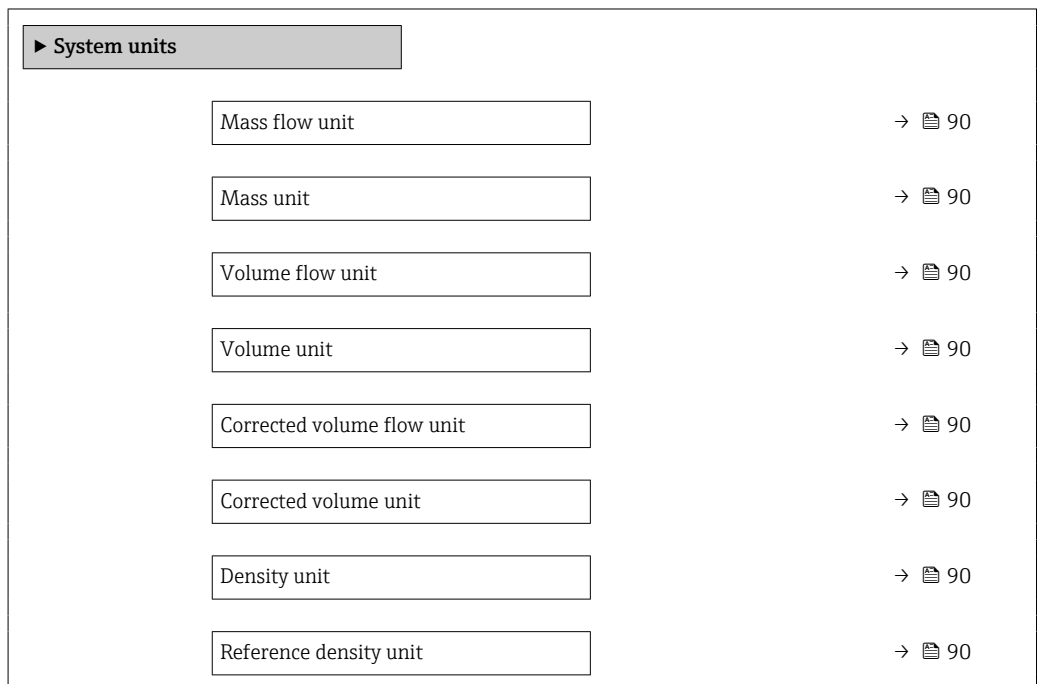 ▶ System units
Mass flow unit → 90
Mass unit → 90
Volume flow unit → 90
Volume unit → 90
Corrected volume flow unit → 90
Corrected volume unit → 90
Density unit → 90
Reference density unit → 90